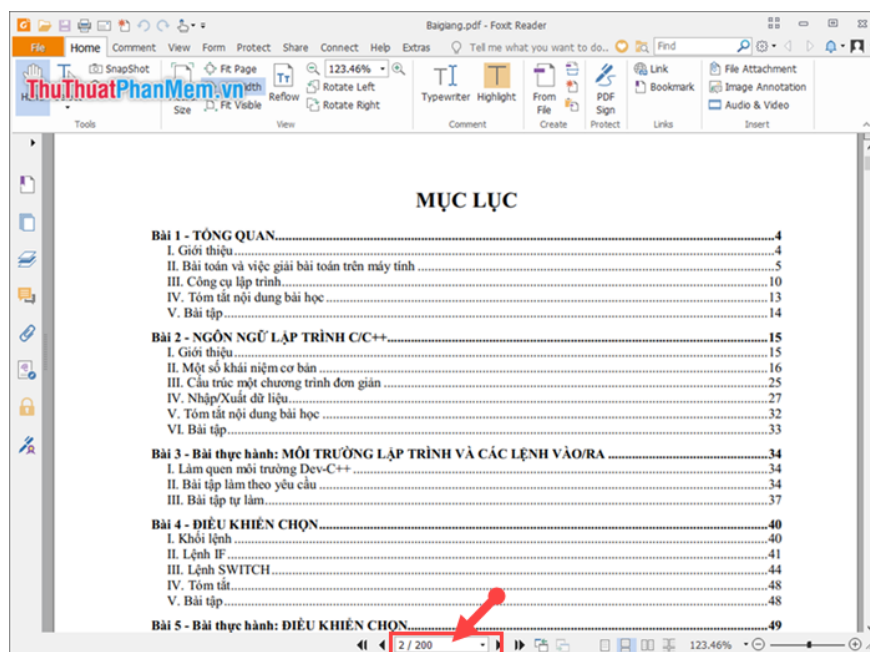 Baigiang.pdf - Foxit Reader
File Home Comment View Form Protect Share Connect Help Extras Tell me what you want to do.. Find
SnapShot Fit Page 123.46% Rotate Left Rotate Right Fit Visible Reflow Size
Typewriter Highlight From File PDF Sign Link Bookmark File Attachment Image Annotation Audio & Video
ThuThuatPhanMem.vn
Tools View Comment Create Protect Links Insert
MỤC LỤC
Bài 1 - TỔNG QUAN 4
I. Giới thiệu 4
II. Bài toán và việc giải bài toán trên máy tính 5
III. Công cụ lập trình 10
IV. Tóm tắt nội dung bài học 13
V. Bài tập 14
Bài 2 - NGÔN NGỮ LẬP TRÌNH C/C++ 15
I. Giới thiệu 15
II. Một số khái niệm cơ bản 16
III. Cấu trúc một chương trình đơn giản 25
IV. Nhập/Xuất dữ liệu 27
V. Tóm tắt nội dung bài học 32
VI. Bài tập 33
Bài 3 - Bài thực hành: MÔI TRƯỜNG LẬP TRÌNH VÀ CÁC LỆNH VÀO/RA 34
I. Làm quen môi trường Dev-C++ 34
II. Bài tập làm theo yêu cầu 34
III. Bài tập tự làm 37
Bài 4 - ĐIỀU KHIỂN CHỌN 40
I. Khối lệnh 40
II. Lệnh IF 41
III. Lệnh SWITCH 44
IV. Tóm tắt 48
V. Bài tập 48
Bài 5 - Bài thực hành: ĐIỀU KHIỂN CHỌN 49
2 / 200 123.46%